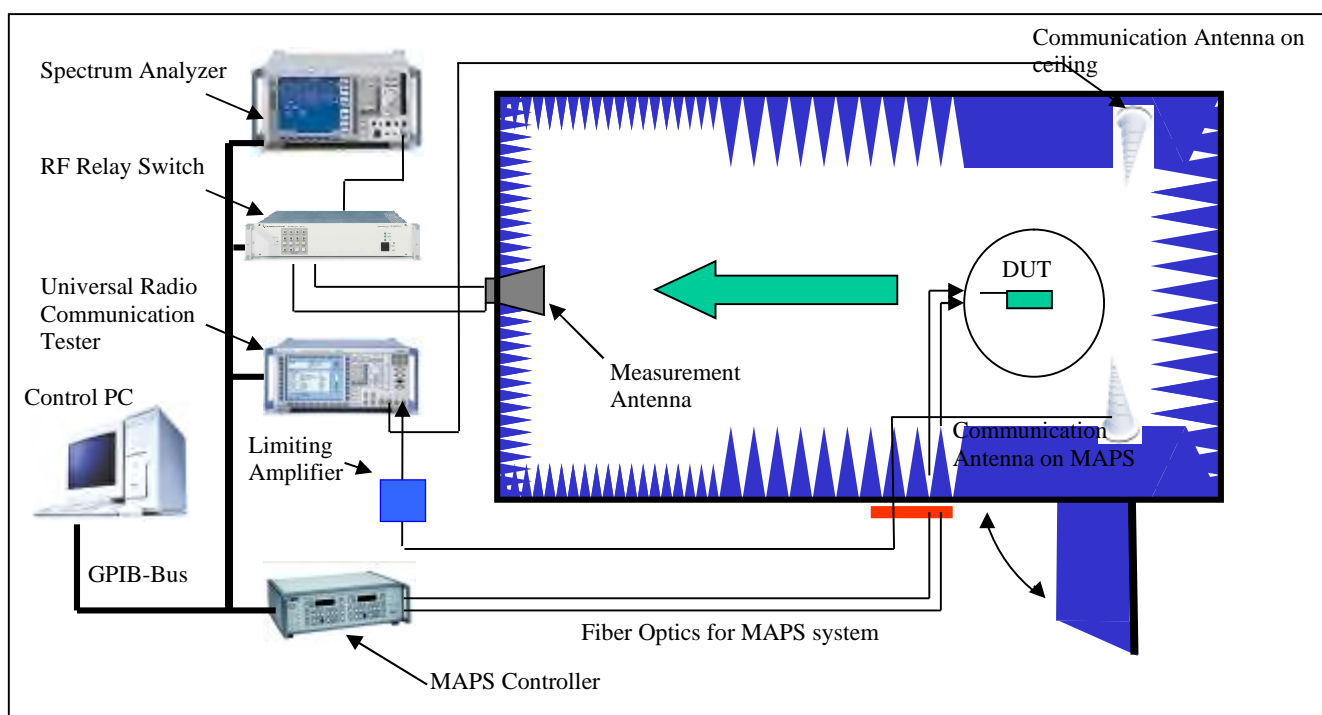 Communication Antenna on
ceiling
Spectrum Analyzer
RF Relay Switch
DUT
Universal Radio
Communication
Tester
Measurement
Antenna
Control PC
Communication
Antenna on MAPS
Limiting
Amplifier
GPIB-Bus
Fiber Optics for MAPS system
MAPS Controller